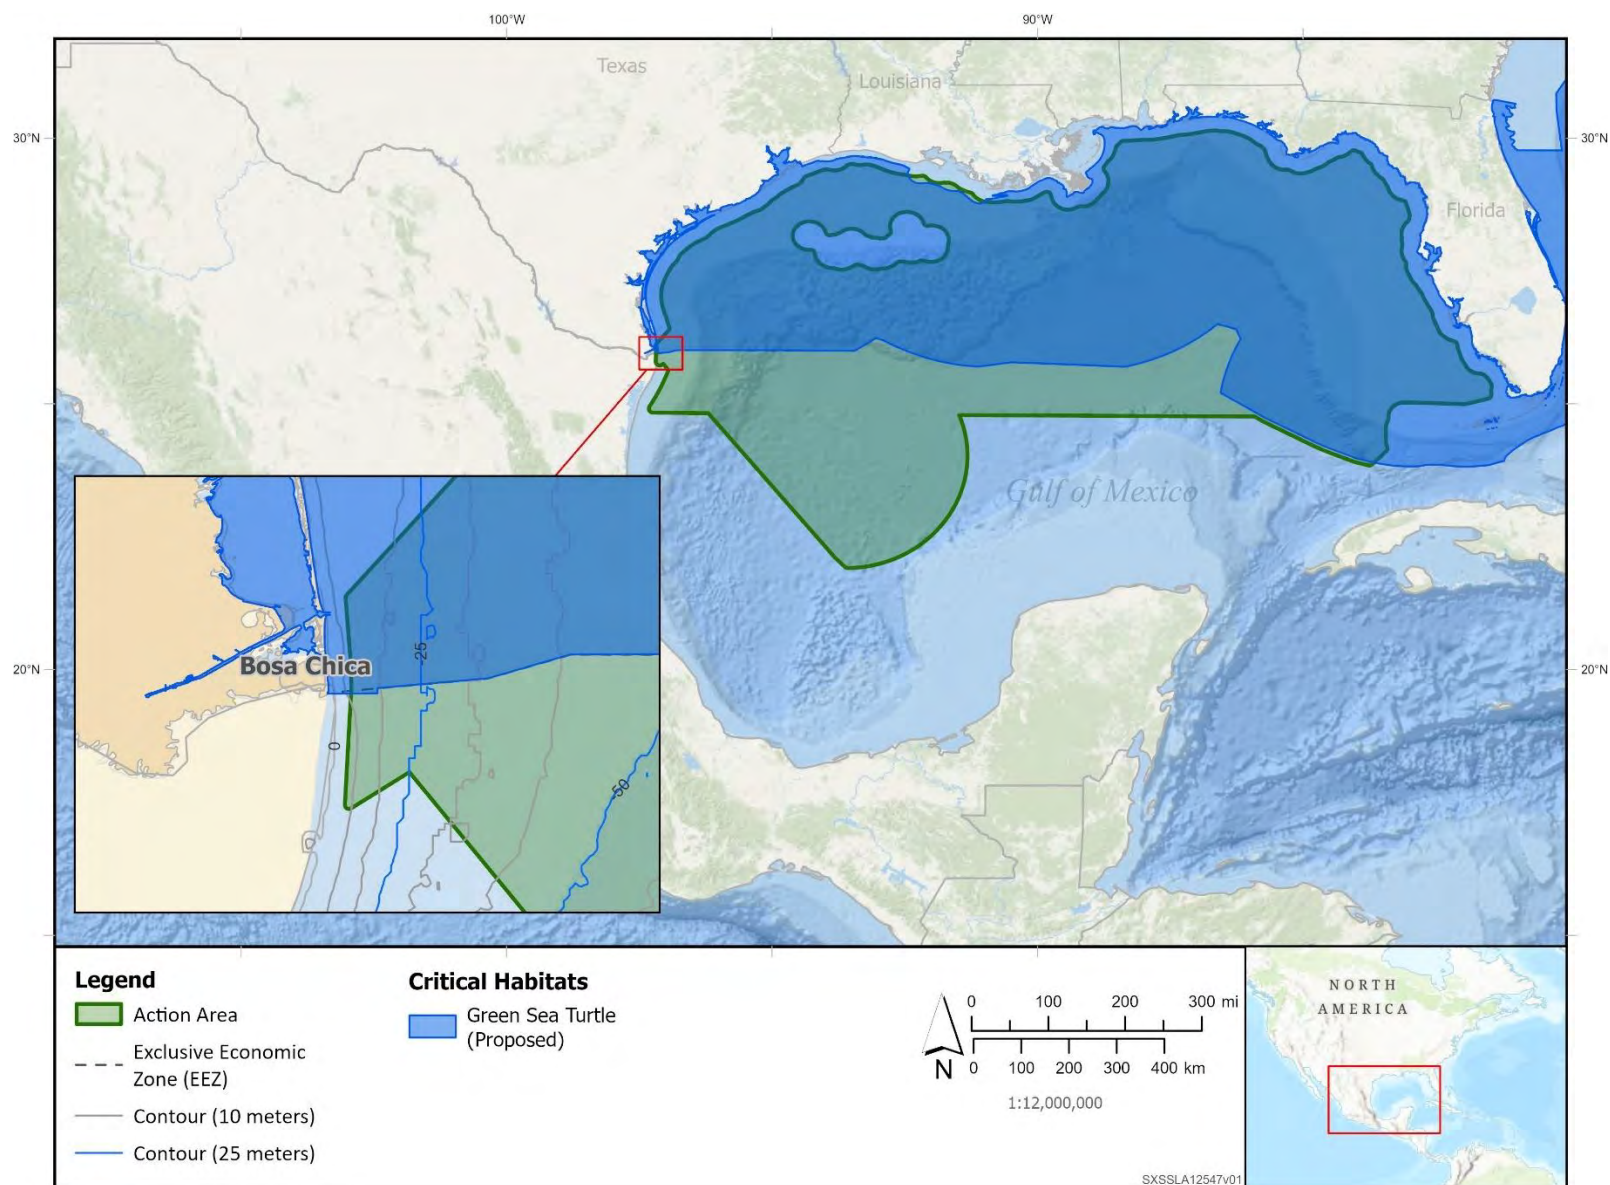 100°W
90°W
Texas
Louisiana
30°N
30°N
Florida
Gulf of Mexico
25
Bosa Chica
20°N
20°N
0
-50
Legend
Action Area
Exclusive Economic
Zone (EEZ)
Contour (10 meters)
Contour (25 meters)
Critical Habitats
Green Sea Turtle
(Proposed)
N
0 100 200 300 mi
0 100 200 300 400 km
1:12,000,000
NORTH
AMERICA
SXSSLA12547v01